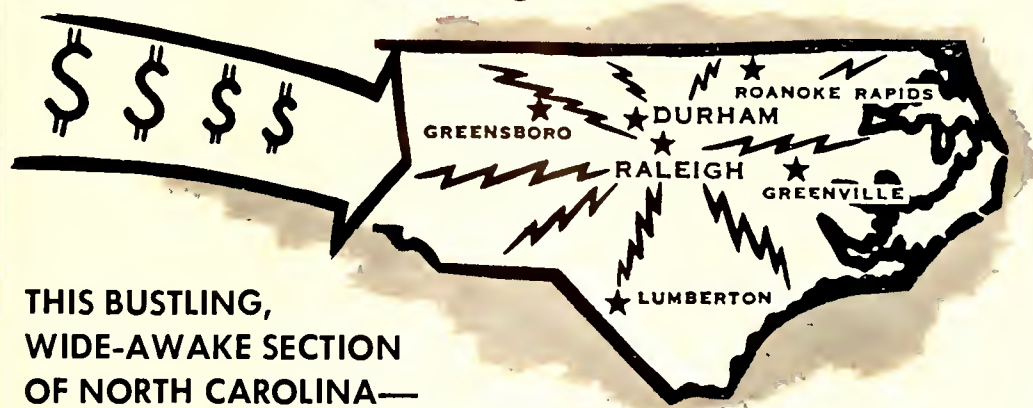 $ $ $ $
ROANOKE RAPIDS
GREENSBORO
DURHAM
RALEIGH
GREENVILLE
LUMBERTON
THIS BUSTLING,
WIDE-AWAKE SECTION
OF NORTH CAROLINA—